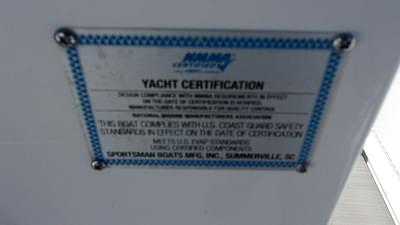 NMMA
CERTIFIED
YACHT CERTIFICATION
DESIGN COMPLIANCE WITH NMMA REQUIREMENTS IN EFFECT
ON THE DATE OF CERTIFICATION IS VERIFIED.
MANUFACTURER RESPONSIBLE FOR QUALITY CONTROL
NATIONAL MARINE MANUFACTURERS ASSOCIATION
THIS BOAT COMPLIES WITH U.S. COAST GUARD SAFETY
STANDARDS IN EFFECT ON THE DATE OF CERTIFICATION
MEETS U.S. EVAP STANDARDS
USING CERTIFIED COMPONENTS
SPORTSMAN BOATS MFG, INC., SUMMERVILLE, SC